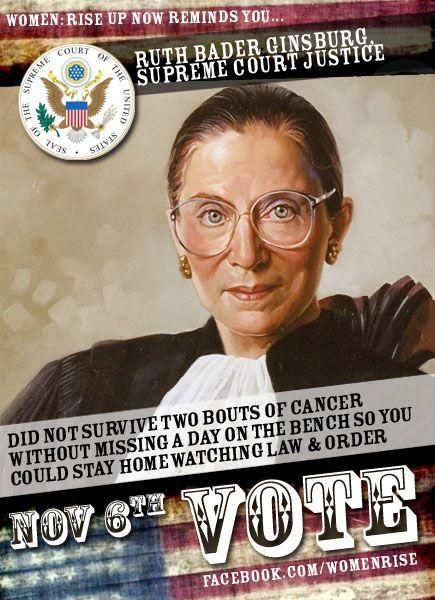 WOMEN: RISE UP NOW REMINDS YOU...
RUTH BADER GINSBURG,
SUPREME COURT JUSTICE
SEAL OF THE SUPREME COURT OF THE UNITED STATES
DID NOT SURVIVE TWO BOUTS OF CANCER
WITHOUT MISSING A DAY ON THE BENCH SO YOU
COULD STAY HOME WATCHING LAW & ORDER
NOV 6TH VOTE
FACEBOOK.COM/WOMENRISE